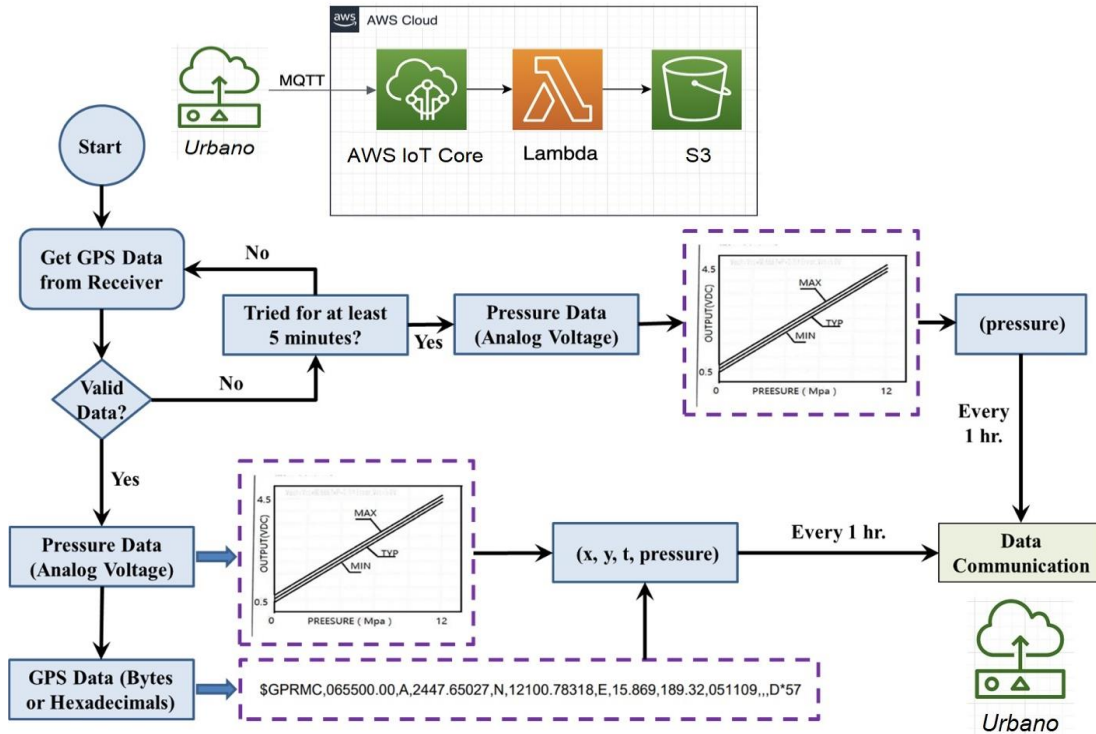 aws
AWS Cloud
MQTT
Urbano
AWS IoT Core
Lambda
S3
Start
Get GPS Data
from Receiver
No
Tried for at least
5 minutes?
Yes
Pressure Data
(Analog Voltage)
4.5
OUTPUT(VDC)
0.5
MAX
TYP
MIN
0
PREESURE ( Mpa )
12
(pressure)
Every
1 hr.
Valid
Data?
No
Yes
Pressure Data
(Analog Voltage)
4.5
OUTPUT(VDC)
0.5
MAX
TYP
MIN
0
PREESURE ( Mpa )
12
(x, y, t, pressure)
Every 1 hr.
Data
Communication
GPS Data (Bytes
or Hexadecimals)
$GPRMC,065500.00,A,2447.65027,N,12100.78318,E,15.869,189.32,051109,,,D*57
Urbano